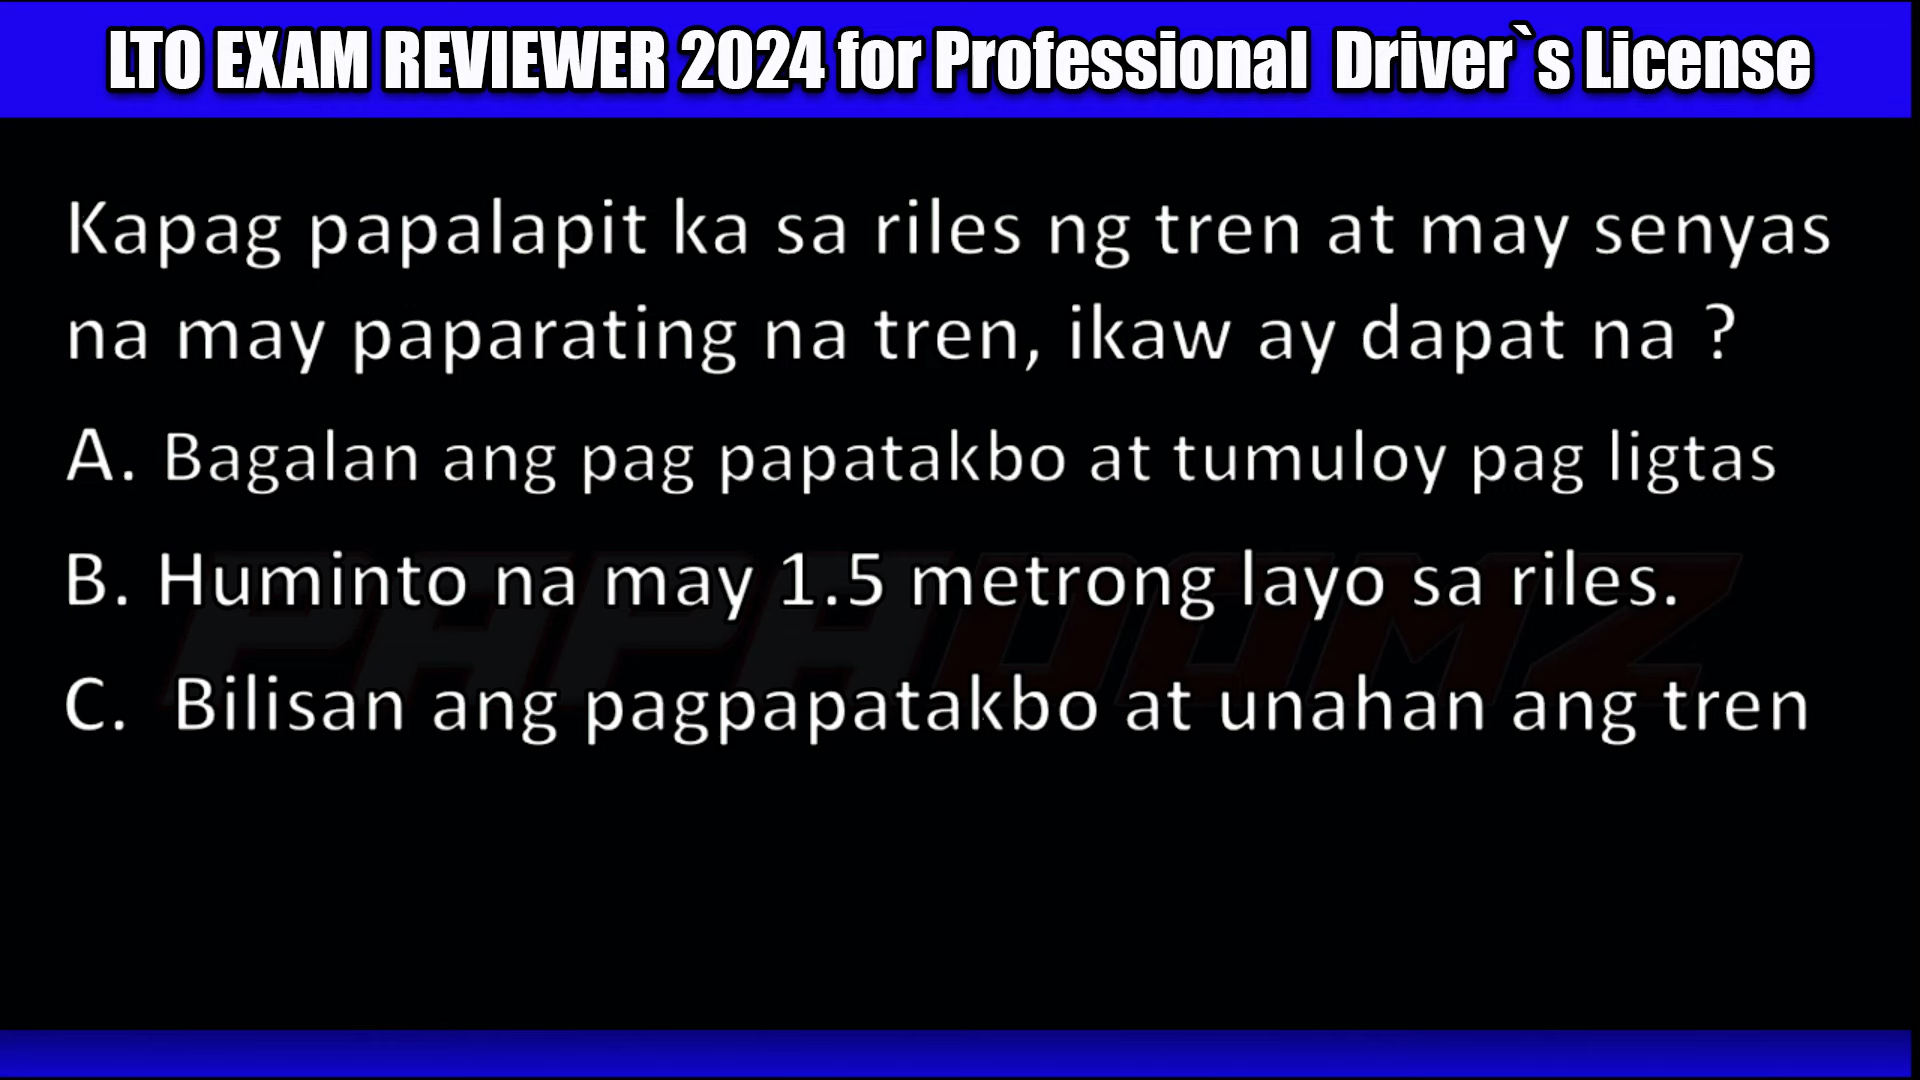 LTO EXAM REVIEWER 2024 for Professional Driver`s License
Kapag papalapit ka sa riles ng tren at may senyas
na may paparating na tren, ikaw ay dapat na ?
A. Bagalan ang pag papatakbo at tumuloy pag ligtas
B. Huminto na may 1.5 metrong layo sa riles.
C. Bilisan ang pagpapatakbo at unahan ang tren